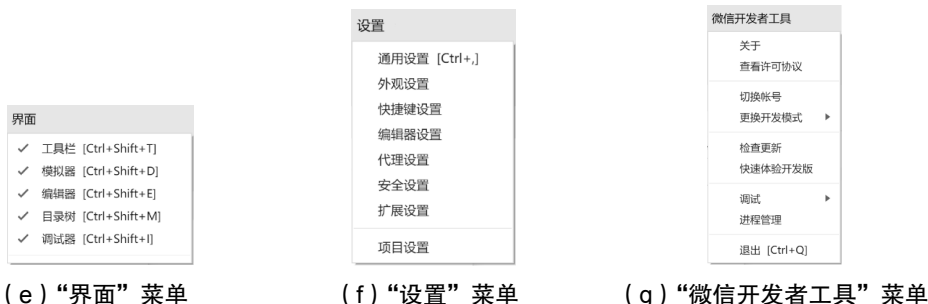 界面
工具栏 [Ctrl+Shift+T]
模拟器 [Ctrl+Shift+D]
编辑器 [Ctrl+Shift+E]
目录树 [Ctrl+Shift+M]
调试器 [Ctrl+Shift+I]
(e)“界面”菜单
设置
通用设置 [Ctrl+,]
外观设置
快捷键设置
编辑器设置
代理设置
安全设置
扩展设置
项目设置
(f)“设置”菜单
微信开发者工具
关于
查看许可协议
切换帐号
更换开发模式
检查更新
快速体验开发版
调试
进程管理
退出 [Ctrl+Q]
(g)“微信开发者工具”菜单